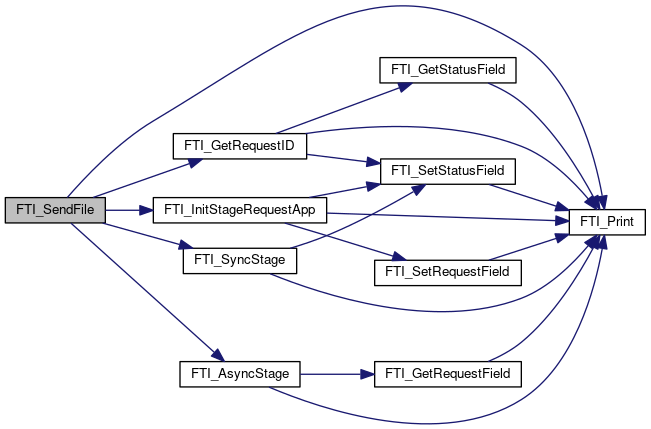 FTI_GetStatusField
FTI_GetRequestID
FTI_SetStatusField
FTI_SendFile
FTI_InitStageRequestApp
FTI_Print
FTI_SyncStage
FTI_SetRequestField
FTI_AsyncStage
FTI_GetRequestField